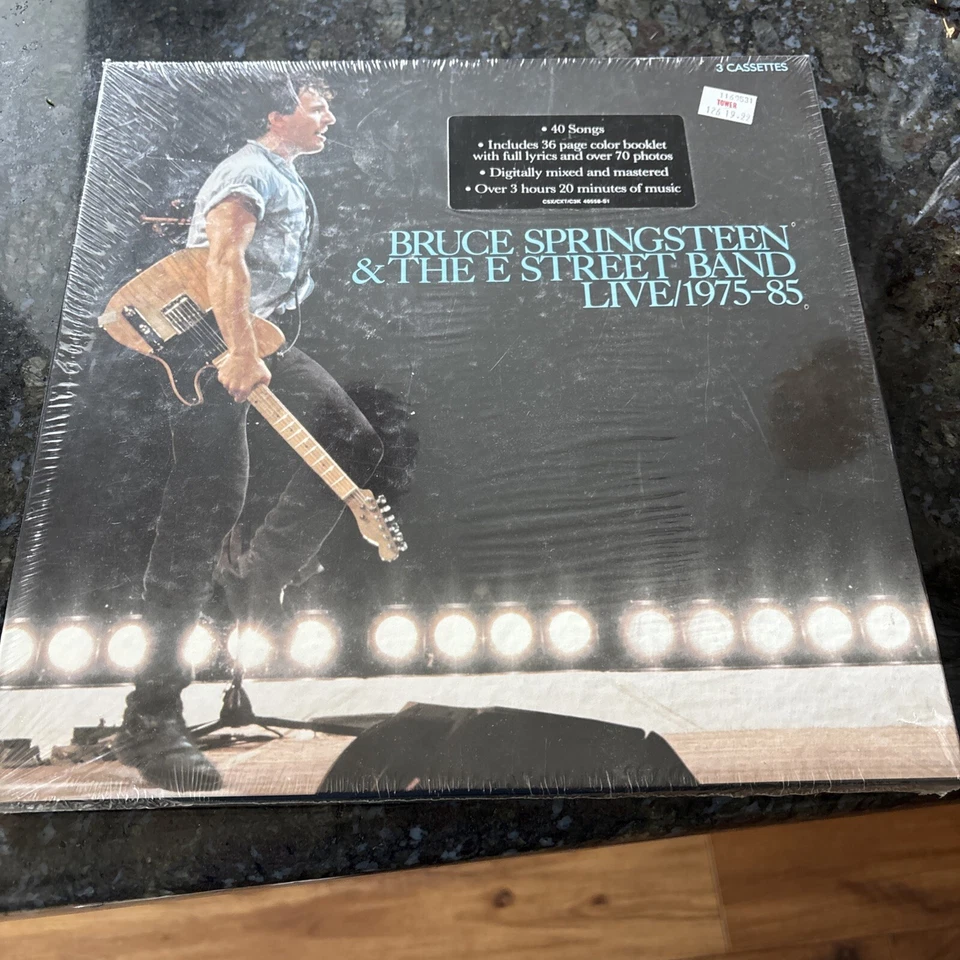 3 CASSETTES
TOWER
• 40 Songs
• Includes 36 page color booklet
with full lyrics and over 70 photos
• Digitally mixed and mastered
• Over 3 hours 20 minutes of music
BRUCE SPRINGSTEEN
& THE E STREET BAND
LIVE/1975–85